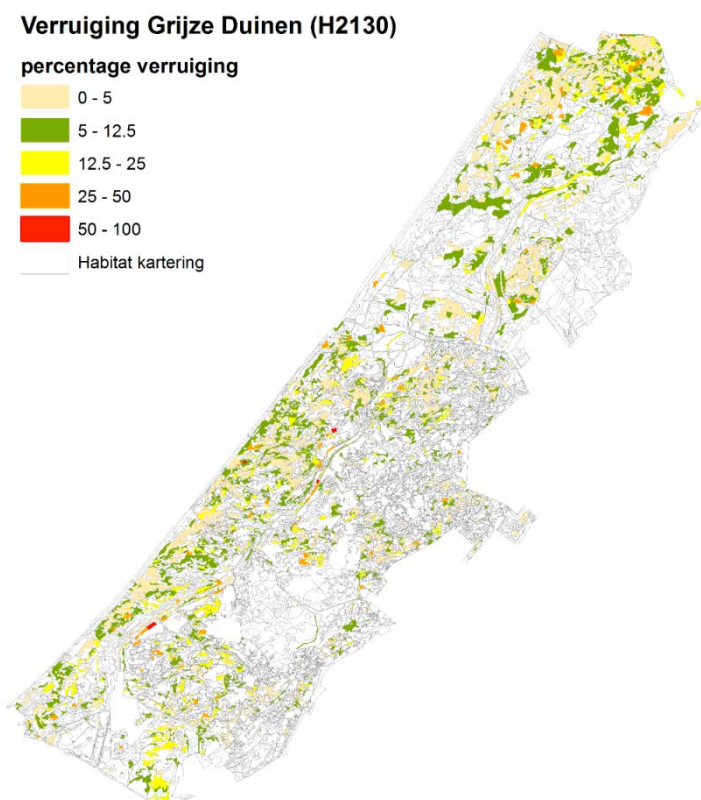 Verruiging Grijze Duinen (H2130)
percentage verruiging
0 - 5
5 - 12.5
12.5 - 25
25 - 50
50 - 100
Habitat kartering